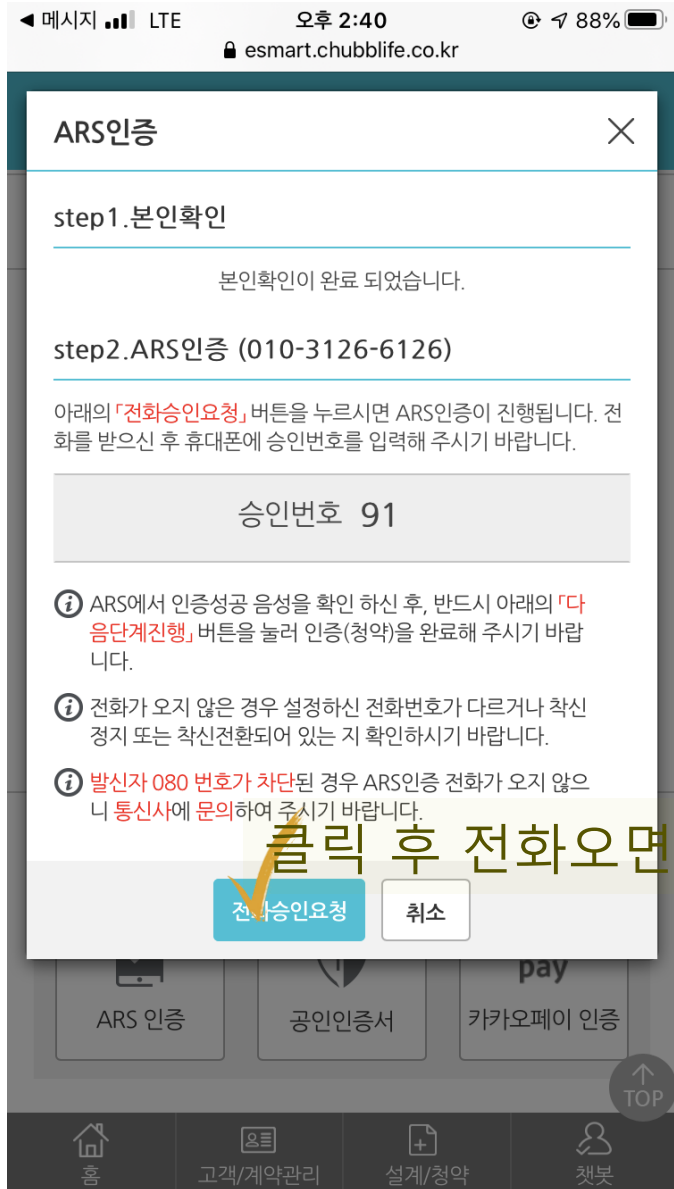 메시지 LTE 오후 2:40 88%
esmart.chubblife.co.kr
ARS인증
step1.본인확인
본인확인이 완료 되었습니다.
step2.ARS인증 (010-3126-6126)
아래의 「전화승인요청」 버튼을 누르시면 ARS인증이 진행됩니다. 전
화를 받으신 후 휴대폰에 승인번호를 입력해 주시기 바랍니다.
승인번호 91
ARS에서 인증성공 음성을 확인 하신 후, 반드시 아래의 「다
음단계진행」 버튼을 눌러 인증(청약)을 완료해 주시기 바랍
니다.
전화가 오지 않은 경우 설정하신 전화번호가 다르거나 착신
정지 또는 착신전환되어 있는 지 확인하시기 바랍니다.
발신자 080 번호가 차단된 경우 ARS인증 전화가 오지 않으
니 통신사에 문의하여 주시기 바랍니다.
클릭 후 전화오면
전화승인요청 취소
pay
ARS 인증 공인인증서 카카오페이 인증
TOP
홈 고객/계약관리 설계/청약 챗봇